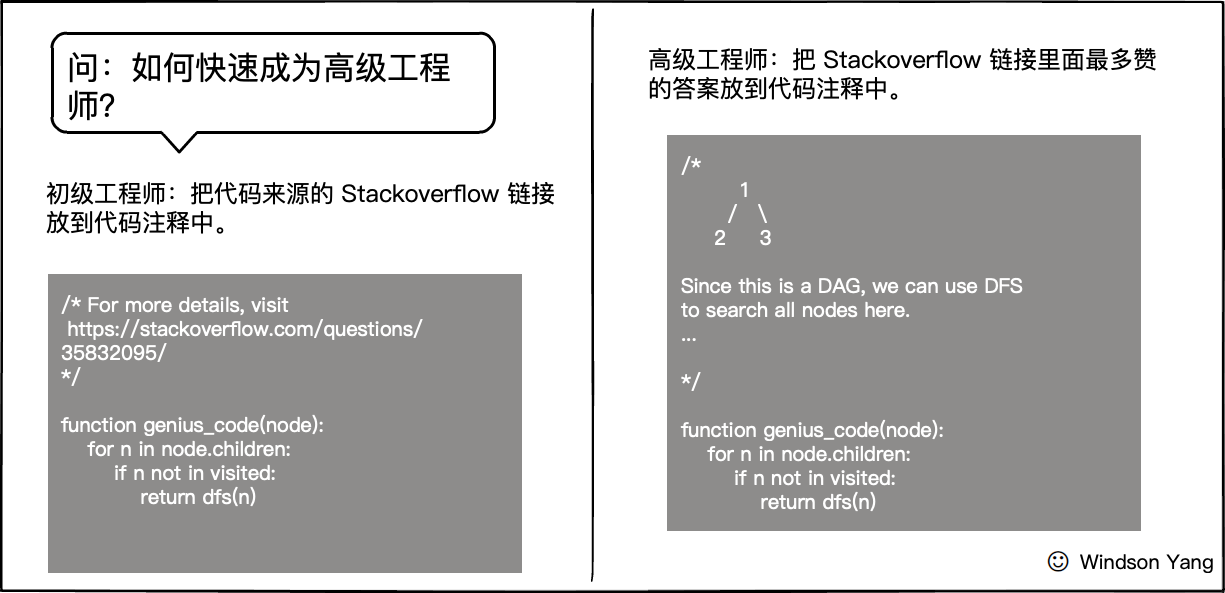 问：如何快速成为高级工程
师？
初级工程师：把代码来源的 Stackoverflow 链接
放到代码注释中。
/* For more details, visit
https://stackoverflow.com/questions/
35832095/
*/
function genius_code(node):
for n in node.children:
if n not in visited:
return dfs(n)
高级工程师：把 Stackoverflow 链接里面最多赞
的答案放到代码注释中。
/*
1
/ \
2 3
Since this is a DAG, we can use DFS
to search all nodes here.
...
*/
function genius_code(node):
for n in node.children:
if n not in visited:
return dfs(n)
Windson Yang